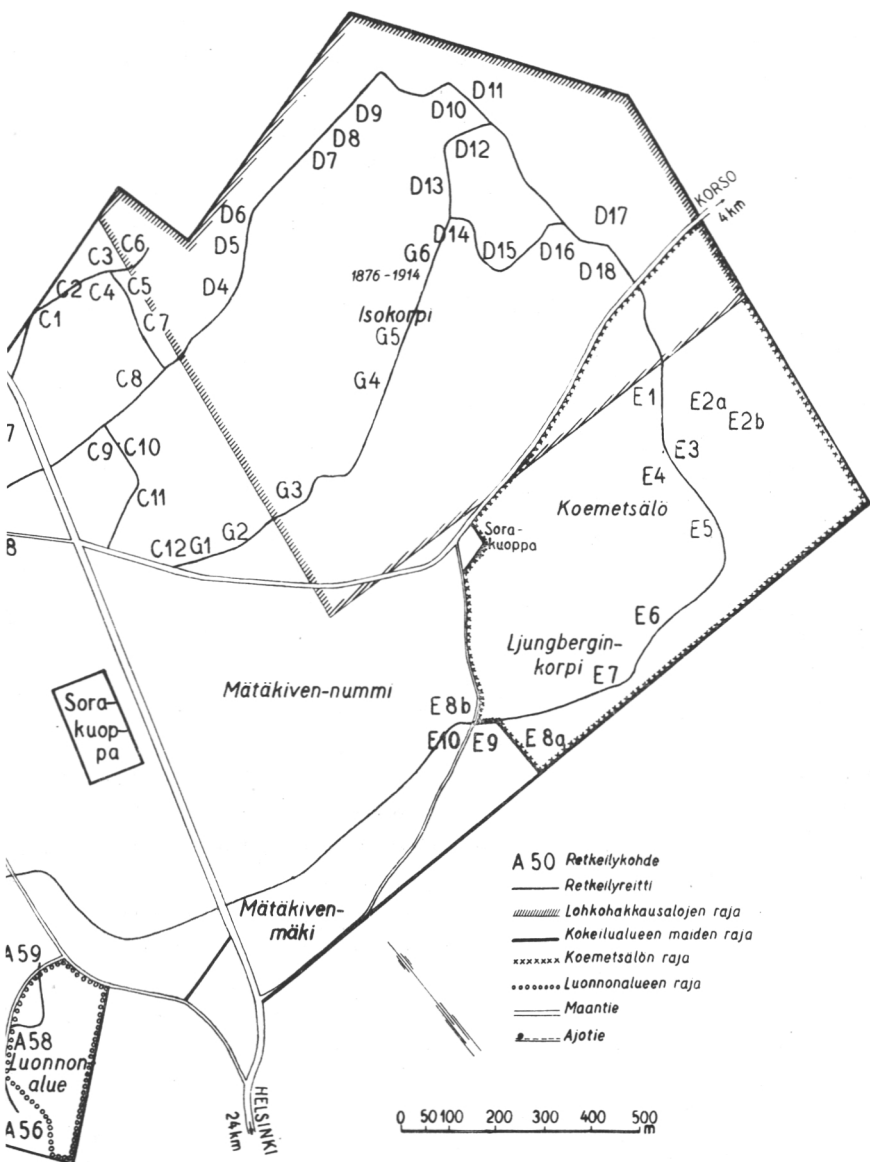 D11
D10
D9
D8
D7
D12
D13
KORSO
4 km
D6
D5
D4
D14
D15
D16
D17
D18
G6
1876-1914
Isokorpi
G5
G4
C6
C3
C2
C4
C5
C1
C7
C8
7
C9
C10
C11
G3
G2
G1
C12
8
E1
E2a
E2b
E3
E4
Koemetsälö
E5
Sora-
kuoppa
E6
Ljungbergin-
korpi
E7
Mätäkiven-nummi
E8b
E10
E9
E8a
Sora-
kuop-
pa
Mätäkiven-
mäki
A59
A58
Luonnon-
alue
A56
HELSINKI
24 km
A 50 Retkeilykohde
Retkeilyreitti
Lohkohakkausalojen raja
Kokeilualueen maiden raja
Koemetsälön raja
Luonnonalueen raja
Maantie
Ajotie
0 50 100 200 300 400 500
m